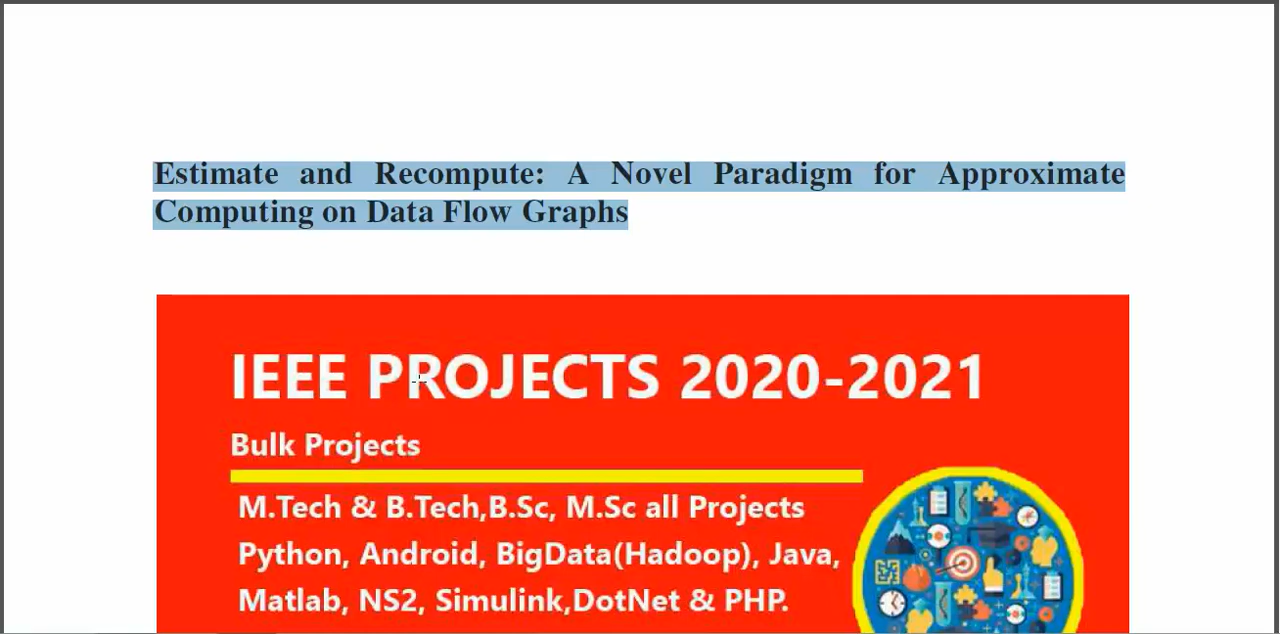 Estimate and Recompute: A Novel Paradigm for Approximate
Computing on Data Flow Graphs
IEEE PROJECTS 2020-2021
Bulk Projects
M.Tech & B.Tech,B.Sc, M.Sc all Projects
Python, Android, BigData(Hadoop), Java,
Matlab, NS2, Simulink,DotNet & PHP.